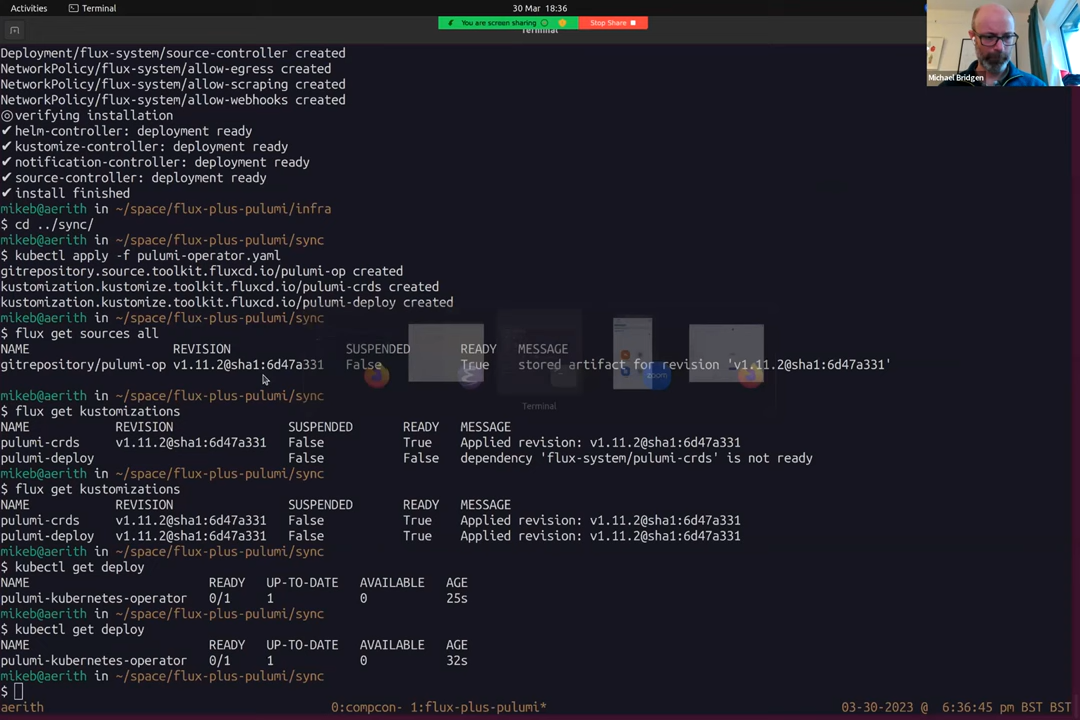 Activities
Terminal
30 Mar 18:36
You are screen sharing
Stop Share
Terminal
Michael Bridgen
Deployment/flux-system/source-controller created
NetworkPolicy/flux-system/allow-egress created
NetworkPolicy/flux-system/allow-scraping created
NetworkPolicy/flux-system/allow-webhooks created
◎ verifying installation
✔ helm-controller: deployment ready
✔ kustomize-controller: deployment ready
✔ notification-controller: deployment ready
✔ source-controller: deployment ready
✔ install finished
mikeb@aerith in ~/space/flux-plus-pulumi/infra
$ cd ../sync/
mikeb@aerith in ~/space/flux-plus-pulumi/sync
$ kubectl apply -f pulumi-operator.yaml
gitrepository.source.toolkit.fluxcd.io/pulumi-op created
kustomization.kustomize.toolkit.fluxcd.io/pulumi-crds created
kustomization.kustomize.toolkit.fluxcd.io/pulumi-deploy created
mikeb@aerith in ~/space/flux-plus-pulumi/sync
$ flux get sources all
NAME REVISION SUSPENDED READY MESSAGE
gitrepository/pulumi-op v1.11.2@sha1:6d47a331 False True stored artifact for revision 'v1.11.2@sha1:6d47a331'
zoom
mikeb@aerith in ~/space/flux-plus-pulumi/sync
Terminal
$ flux get kustomizations
NAME REVISION SUSPENDED READY MESSAGE
pulumi-crds v1.11.2@sha1:6d47a331 False True Applied revision: v1.11.2@sha1:6d47a331
pulumi-deploy False False dependency 'flux-system/pulumi-crds' is not ready
mikeb@aerith in ~/space/flux-plus-pulumi/sync
$ flux get kustomizations
NAME REVISION SUSPENDED READY MESSAGE
pulumi-crds v1.11.2@sha1:6d47a331 False True Applied revision: v1.11.2@sha1:6d47a331
pulumi-deploy v1.11.2@sha1:6d47a331 False True Applied revision: v1.11.2@sha1:6d47a331
mikeb@aerith in ~/space/flux-plus-pulumi/sync
$ kubectl get deploy
NAME READY UP-TO-DATE AVAILABLE AGE
pulumi-kubernetes-operator 0/1 1 0 25s
mikeb@aerith in ~/space/flux-plus-pulumi/sync
$ kubectl get deploy
NAME READY UP-TO-DATE AVAILABLE AGE
pulumi-kubernetes-operator 0/1 1 0 32s
mikeb@aerith in ~/space/flux-plus-pulumi/sync
$
aerith 0:compcon- 1:flux-plus-pulumi* 03-30-2023 @ 6:36:45 pm BST BST